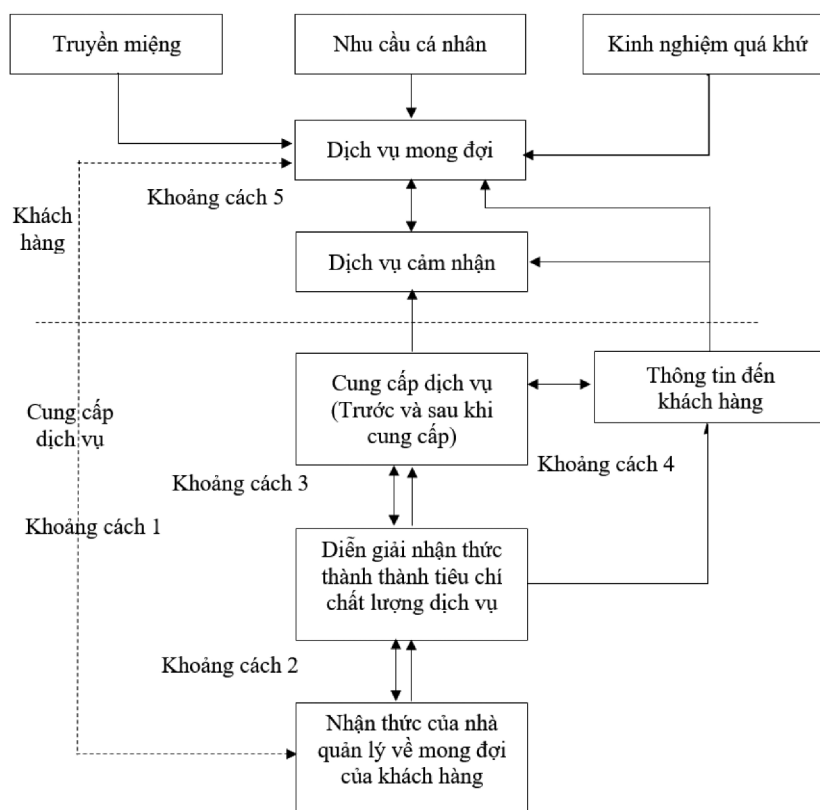 Truyền miệng
Nhu cầu cá nhân
Kinh nghiệm quá khứ
Dịch vụ mong đợi
Khoảng cách 5
Khách
hàng
Dịch vụ cảm nhận
Cung cấp dịch vụ
(Trước và sau khi
cung cấp)
Thông tin đến
khách hàng
Cung cấp
dịch vụ
Khoảng cách 4
Khoảng cách 3
Khoảng cách 1
Diễn giải nhận thức
thành thành tiêu chí
chất lượng dịch vụ
Khoảng cách 2
Nhận thức của nhà
quản lý về mong đợi
của khách hàng